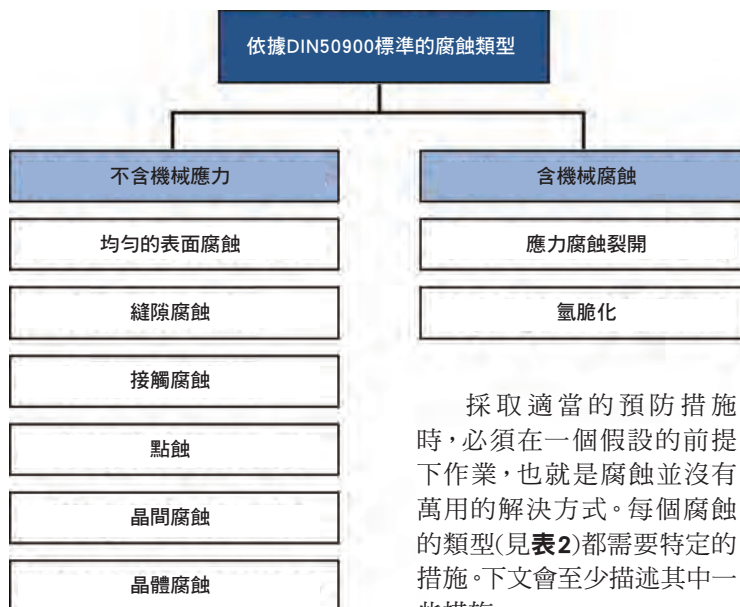 依據DIN50900標準的腐蝕類型
不含機械應力
均勻的表面腐蝕
縫隙腐蝕
接觸腐蝕
點蝕
晶間腐蝕
晶體腐蝕
含機械腐蝕
應力腐蝕裂開
氫脆化
採取適當的預防措施
時，必須在一個假設的前提
下作業，也就是腐蝕並沒有
萬用的解決方式。每個腐蝕
的類型(見表2)都需要特定的
措施。下文會至少描述其中一
些措施